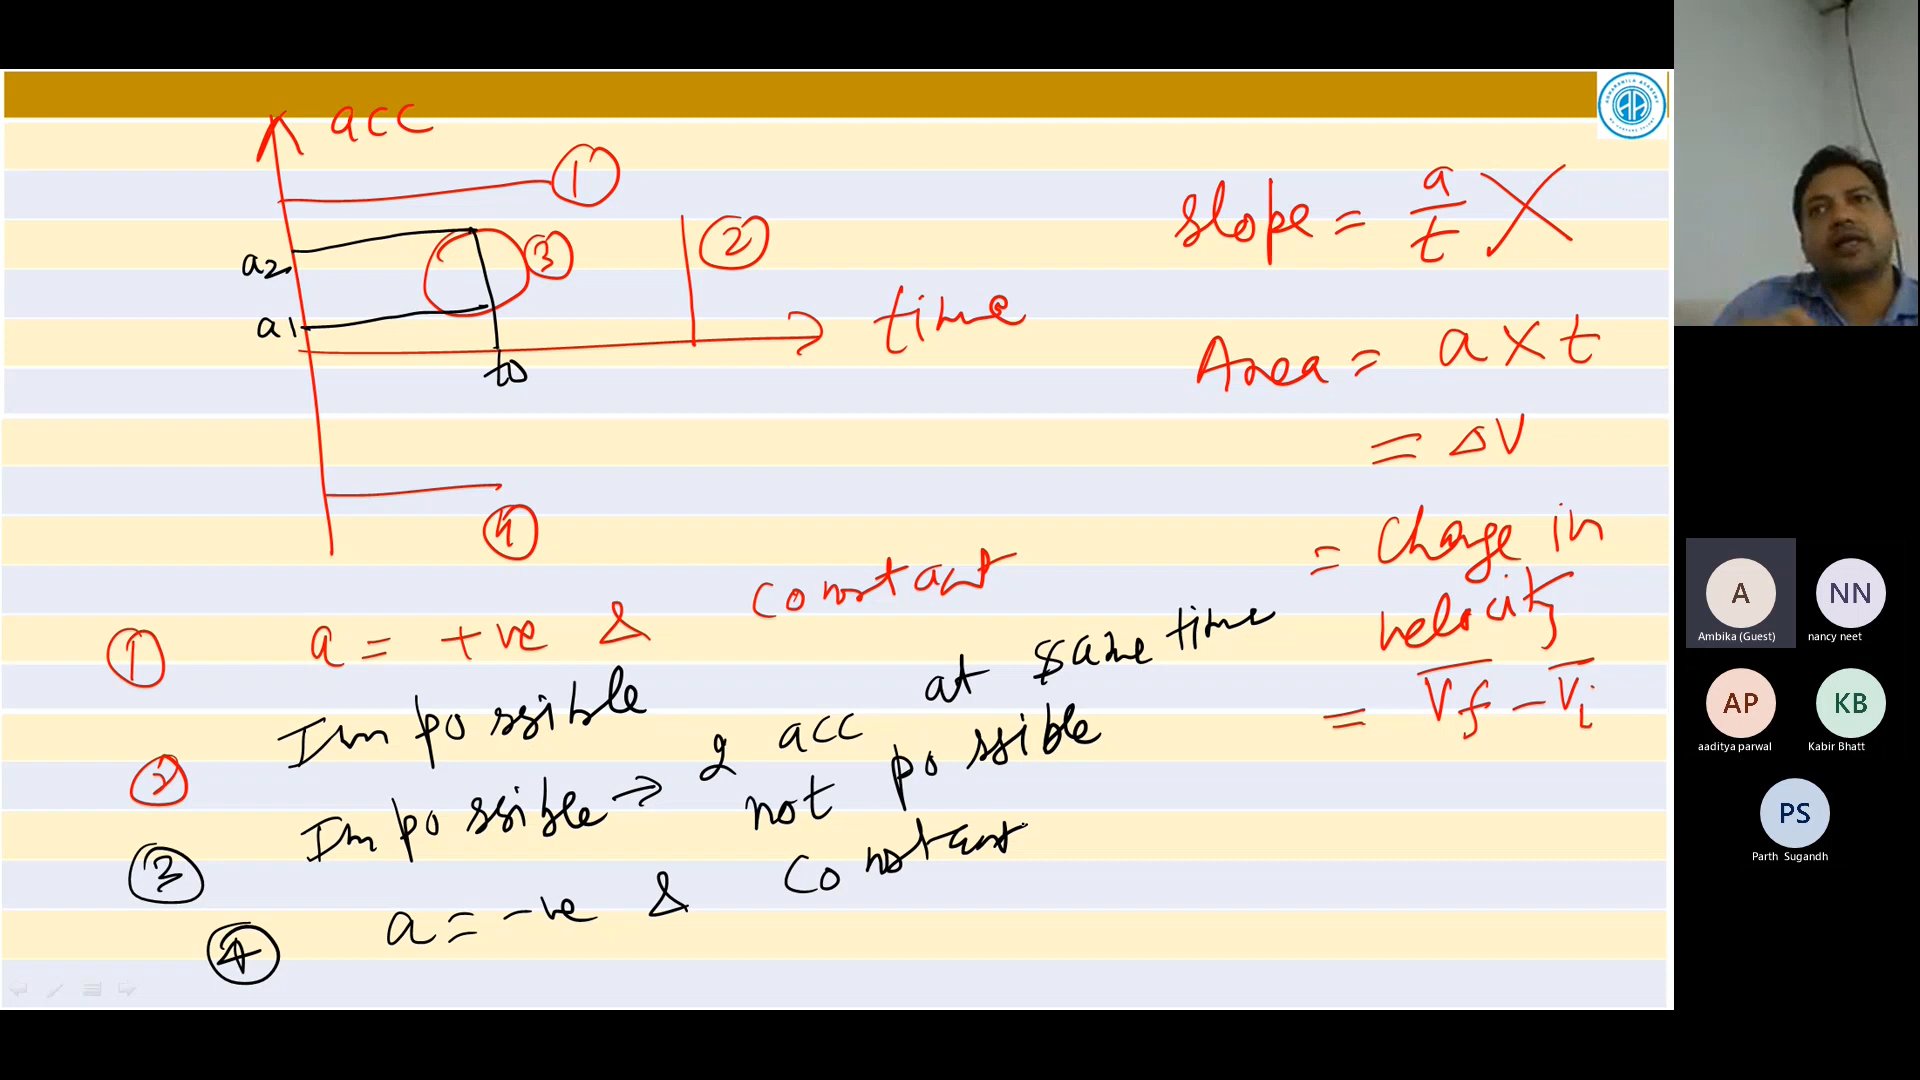 acc
1
slope = a/t X
a2
3
2
a1
time
t0
Area = a x t
= ΔV
4
= Change in
velocity
= Vf - Vi
1 a = +ve & constant
2 Impossible
3 Impossible → 2 acc at same time
not possible
4 a = -ve & constant
A
Ambika (Guest)
NN
nancy neet
AP
aaditya parwal
KB
Kabir Bhatt
PS
Parth Sugandh